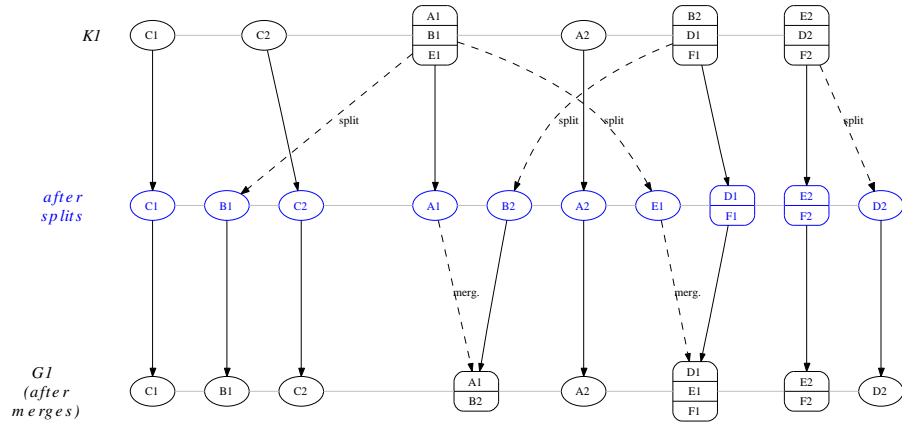 K1
C1
C2
A1
B1
E1
A2
B2
D1
F1
E2
D2
F2
split
split
split
split
after
splits
C1
B1
C2
A1
B2
A2
E1
D1
F1
E2
F2
D2
merg.
merg.
G1
(after
merges)
C1
B1
C2
A1
B2
A2
D1
E1
F1
E2
F2
D2